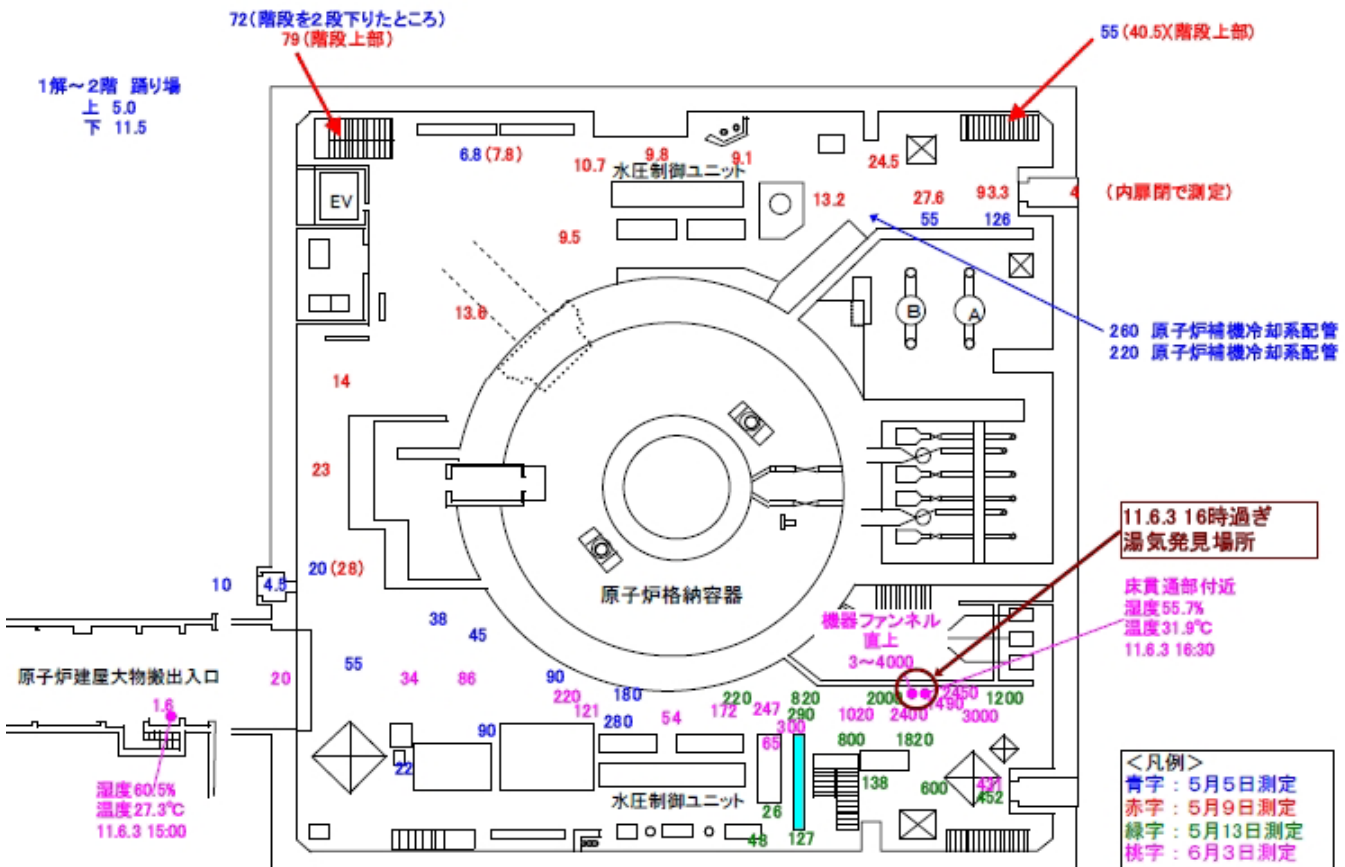 72(階段を2段下りたところ)
79(階段上部)
55(40.5)(階段上部)
1解～2階 踊り場
上 5.0
下 11.5
6.8(7.8)
10.7
9.8
9.1
24.5
水圧制御ユニット
EV
13.2
27.6
93.3
4
(内扉閉で測定)
55
126
9.5
13.6
B
A
260 原子炉補機冷却系配管
220 原子炉補機冷却系配管
14
23
11.6.3 16時過ぎ
湯気発見場所
10
4.5
20(28)
原子炉格納容器
床貫通部付近
湿度55.7%
温度31.9℃
11.6.3 16:30
38
45
機器ファンネル
直上
3～4000
原子炉建屋大物搬出入口
20
55
34
86
90
220
180
121
280
54
172
220
247
820
290
300
65
2000
2450
1200
1020
2400
490
3000
1.6
90
22
800
1820
138
600
431
452
湿度60.5%
温度27.3℃
11.6.3 15:00
水圧制御ユニット
26
48
127
＜凡例＞
青字：5月5日測定
赤字：5月9日測定
緑字：5月13日測定
桃字：6月3日測定